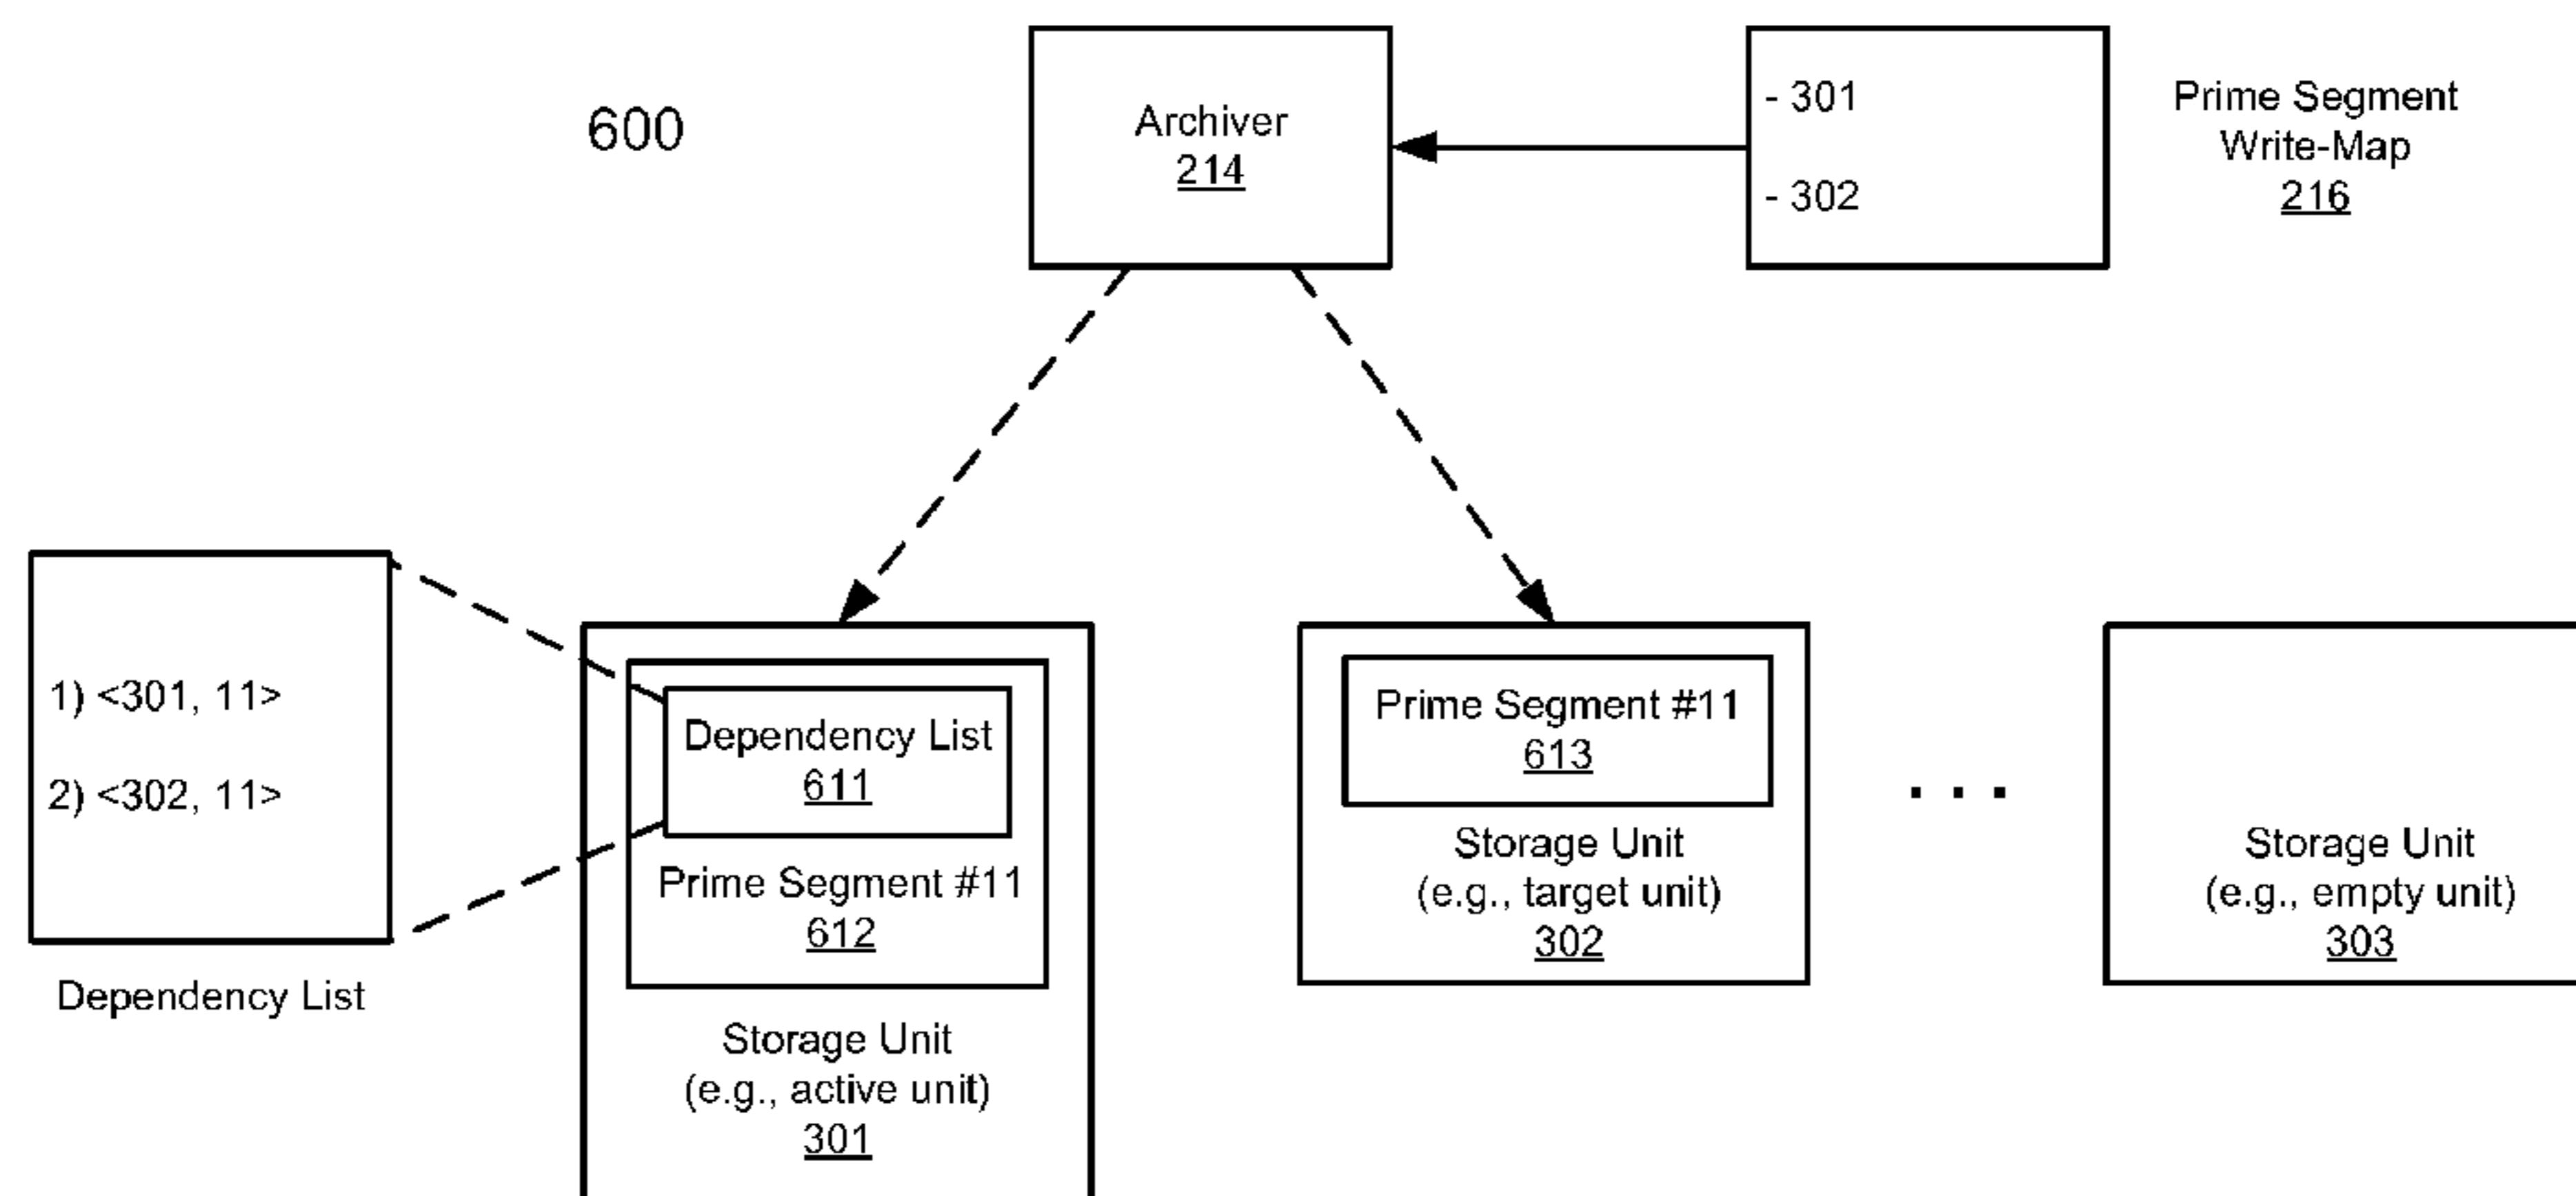 600
Archiver
214
- 301
- 302
Prime Segment
Write-Map
216
1) <301, 11>
2) <302, 11>
Dependency List
Dependency List
611
Prime Segment #11
612
Storage Unit
(e.g., active unit)
301
Prime Segment #11
613
Storage Unit
(e.g., target unit)
302
. . .
Storage Unit
(e.g., empty unit)
303